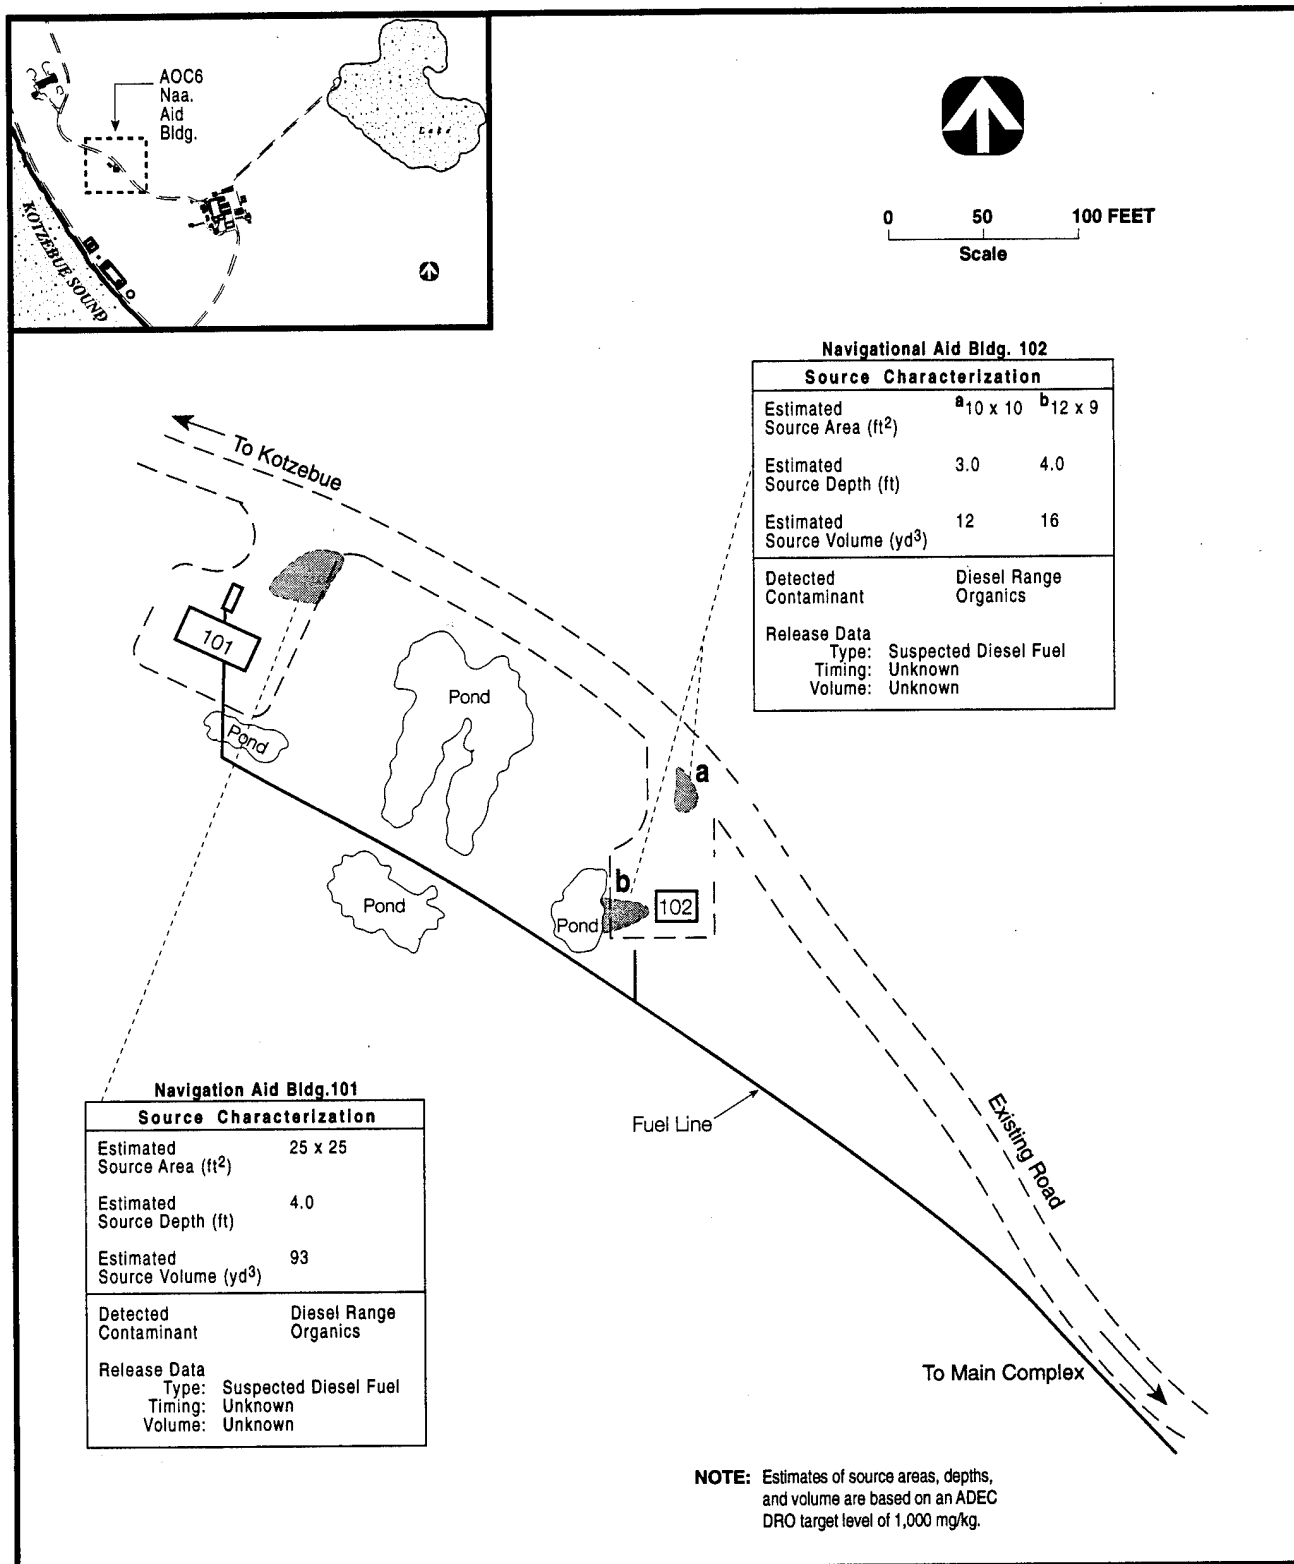 AOC6
Naa.
Aid
Bldg.
Lake
KOTZEBUE SOUND
0 50 100 FEET
Scale
Navigational Aid Bldg. 102
Source Characterization
Estimated a10 x 10 b12 x 9
Source Area (ft²)
Estimated 3.0 4.0
Source Depth (ft)
Estimated 12 16
Source Volume (yd³)
Detected Diesel Range
Contaminant Organics
Release Data
Type: Suspected Diesel Fuel
Timing: Unknown
Volume: Unknown
To Kotzebue
101
Pond
Pond
a
b
Pond
Pond
102
Navigation Aid Bldg.101
Source Characterization
Estimated 25 x 25
Source Area (ft²)
Estimated 4.0
Source Depth (ft)
Estimated 93
Source Volume (yd³)
Detected Diesel Range
Contaminant Organics
Release Data
Type: Suspected Diesel Fuel
Timing: Unknown
Volume: Unknown
Fuel Line
Existing Road
To Main Complex
NOTE: Estimates of source areas, depths,
and volume are based on an ADEC
DRO target level of 1,000 mg/kg.